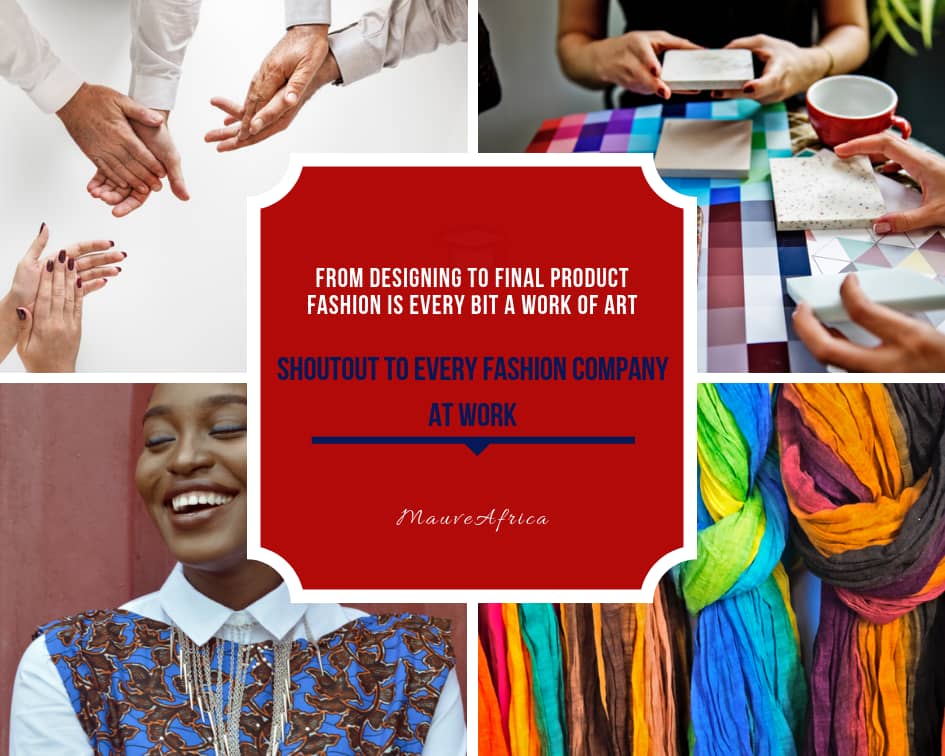 FROM DESIGNING TO FINAL PRODUCT
FASHION IS EVERY BIT A WORK OF ART
SHOUTOUT TO EVERY FASHION COMPANY
AT WORK
MauveAfrica